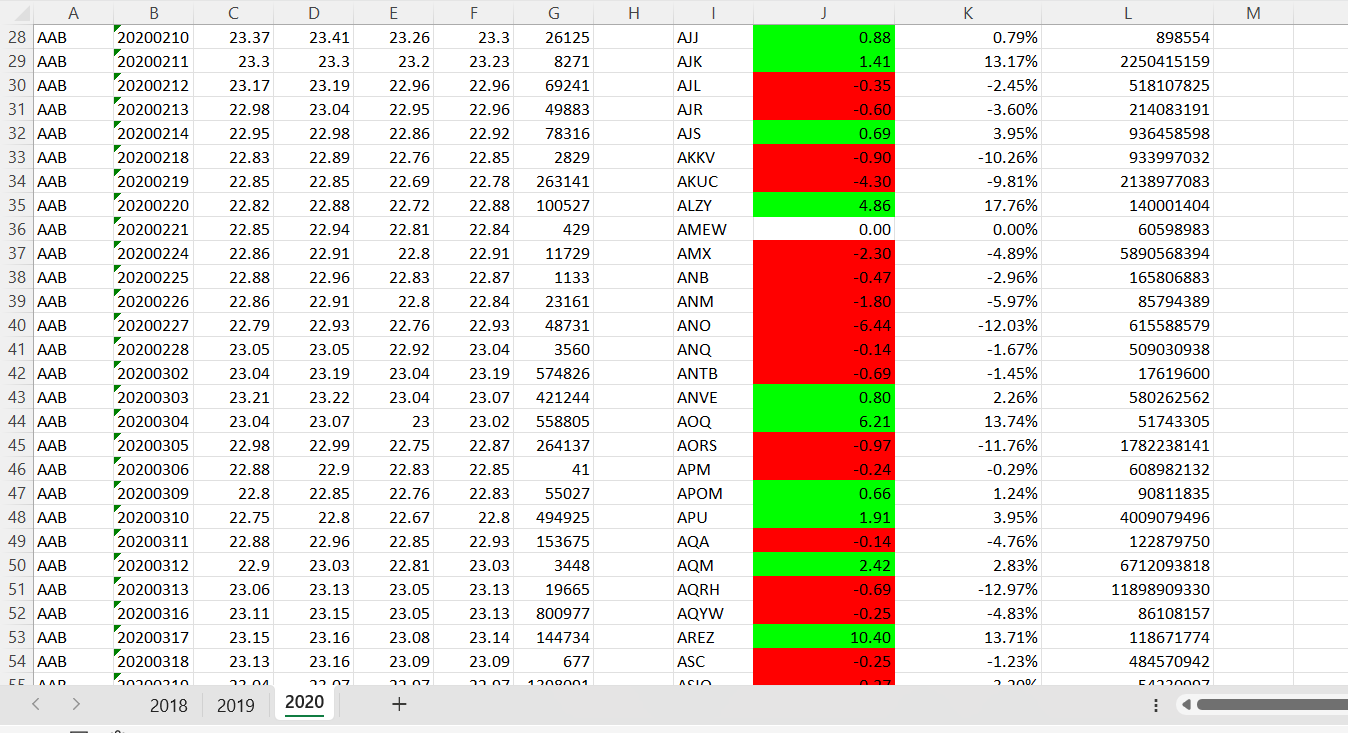 A B C D E F G H I J K L M
28 AAB 20200210 23.37 23.41 23.26 23.3 26125 AJJ 0.88 0.79% 898554
29 AAB 20200211 23.3 23.3 23.2 23.23 8271 AJK 1.41 13.17% 2250415159
30 AAB 20200212 23.17 23.19 22.96 22.96 69241 AJL -0.35 -2.45% 518107825
31 AAB 20200213 22.98 23.04 22.95 22.96 49883 AJR -0.60 -3.60% 214083191
32 AAB 20200214 22.95 22.98 22.86 22.92 78316 AJS 0.69 3.95% 936458598
33 AAB 20200218 22.83 22.89 22.76 22.85 2829 AKKV -0.90 -10.26% 933997032
34 AAB 20200219 22.85 22.85 22.69 22.78 263141 AKUC -4.30 -9.81% 2138977083
35 AAB 20200220 22.82 22.88 22.72 22.88 100527 ALZY 4.86 17.76% 140001404
36 AAB 20200221 22.85 22.94 22.81 22.84 429 AMEW 0.00 0.00% 60598983
37 AAB 20200224 22.86 22.91 22.8 22.91 11729 AMX -2.30 -4.89% 5890568394
38 AAB 20200225 22.88 22.96 22.83 22.87 1133 ANB -0.47 -2.96% 165806883
39 AAB 20200226 22.86 22.91 22.8 22.84 23161 ANM -1.80 -5.97% 85794389
40 AAB 20200227 22.79 22.93 22.76 22.93 48731 ANO -6.44 -12.03% 615588579
41 AAB 20200228 23.05 23.05 22.92 23.04 3560 ANQ -0.14 -1.67% 509030938
42 AAB 20200302 23.04 23.19 23.04 23.19 574826 ANTB -0.69 -1.45% 17619600
43 AAB 20200303 23.21 23.22 23.04 23.07 421244 ANVE 0.80 2.26% 580262562
44 AAB 20200304 23.04 23.07 23 23.02 558805 AOQ 6.21 13.74% 51743305
45 AAB 20200305 22.98 22.99 22.75 22.87 264137 AORS -0.97 -11.76% 1782238141
46 AAB 20200306 22.88 22.9 22.83 22.85 41 APM -0.24 -0.29% 608982132
47 AAB 20200309 22.8 22.85 22.76 22.83 55027 APOM 0.66 1.24% 90811835
48 AAB 20200310 22.75 22.8 22.67 22.8 494925 APU 1.91 3.95% 4009079496
49 AAB 20200311 22.88 22.96 22.85 22.93 153675 AQA -0.14 -4.76% 122879750
50 AAB 20200312 22.9 23.03 22.81 23.03 3448 AQM 2.42 2.83% 6712093818
51 AAB 20200313 23.06 23.13 23.05 23.13 19665 AQRH -0.69 -12.97% 11898909330
52 AAB 20200316 23.11 23.15 23.05 23.13 800977 AQYW -0.25 -4.83% 86108157
53 AAB 20200317 23.15 23.16 23.08 23.14 144734 AREZ 10.40 13.71% 118671774
54 AAB 20200318 23.13 23.16 23.09 23.09 677 ASC -0.25 -1.23% 484570942
55 AAB 20200319
2018 2019 2020